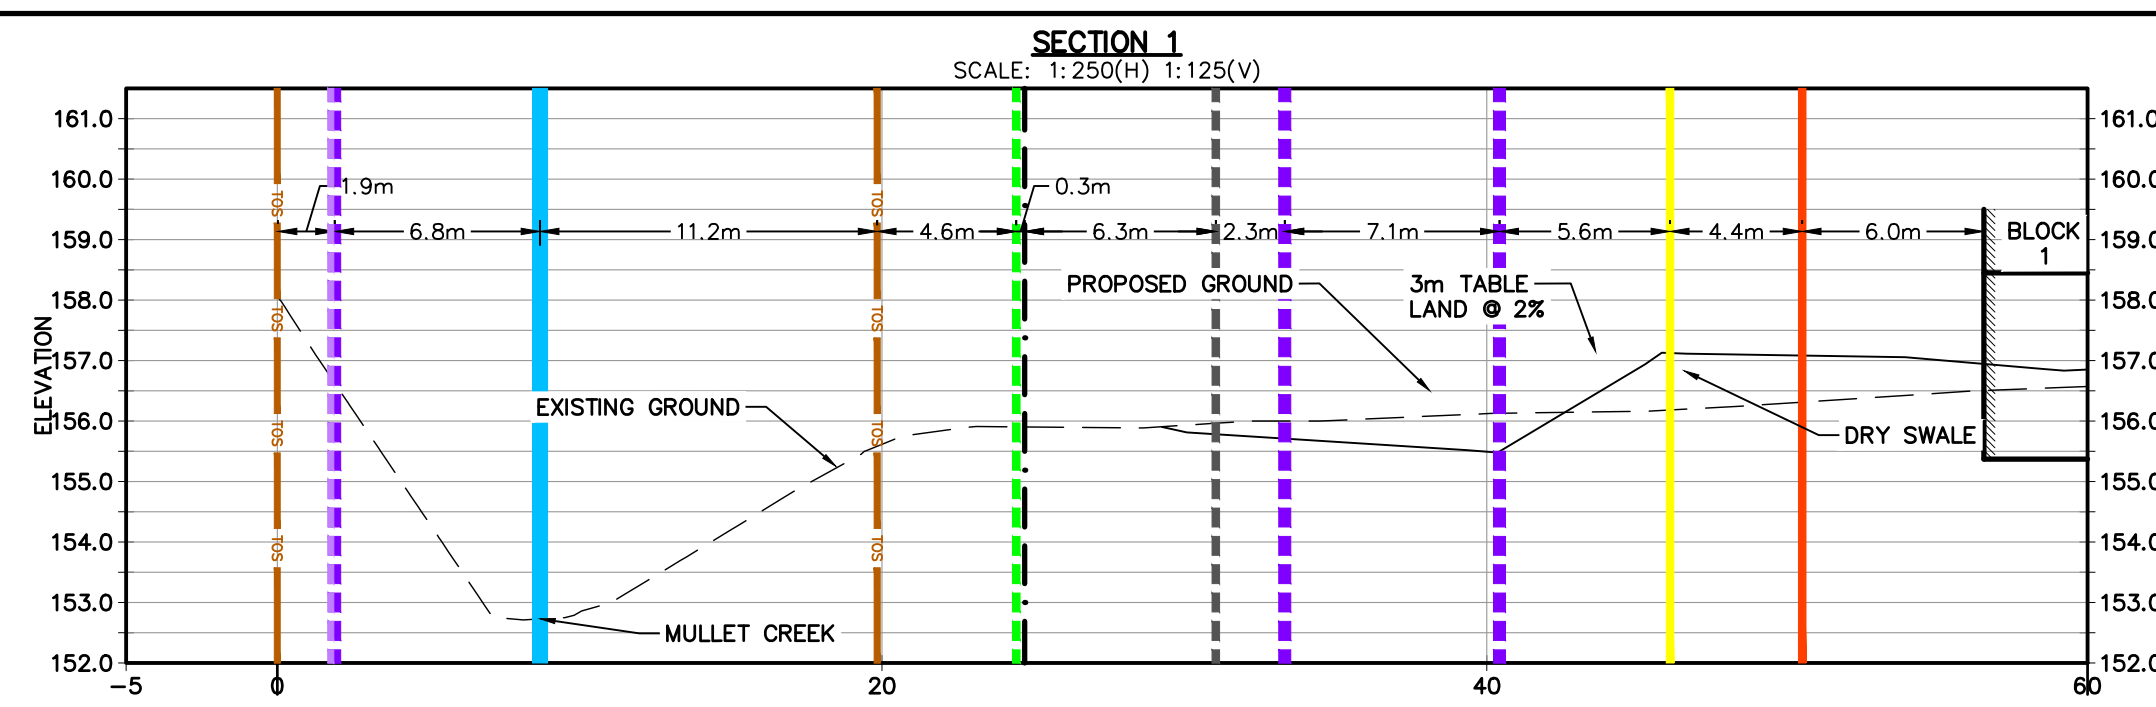 SECTION 1
SCALE: 1:250(H) 1:125(V)
ELEVATION
161.0
160.0
159.0
158.0
157.0
156.0
155.0
154.0
153.0
152.0
-5
0
20
40
60
TOS
TOS
TOS
TOS
TOS
TOS
TOS
TOS
1.9m
6.8m
11.2m
4.6m
0.3m
6.3m
2.3m
7.1m
5.6m
4.4m
6.0m
BLOCK
1
PROPOSED GROUND
3m TABLE
LAND @ 2%
EXISTING GROUND
DRY SWALE
MULLET CREEK
161.0
160.0
159.0
158.0
157.0
156.0
155.0
154.0
153.0
152.0